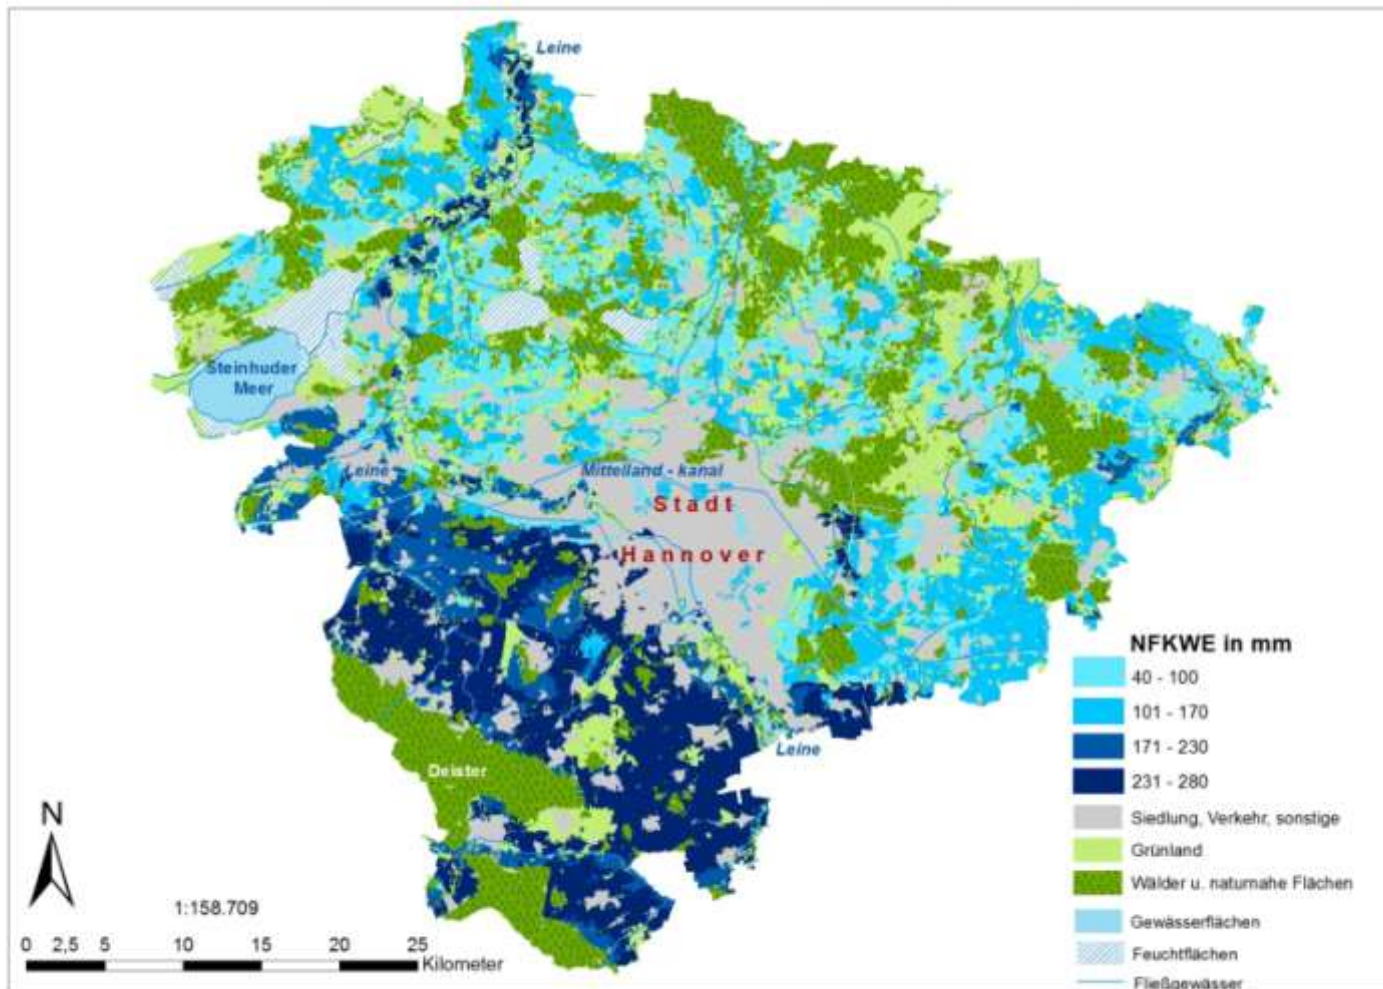 Leine
Steinhuder
Meer
Leine
Mittelland - kanal
Stadt
Hannover
Leine
Deister
NFKWE in mm
40 - 100
101 - 170
171 - 230
231 - 280
Siedlung, Verkehr, sonstige
Grünland
Wälder u. naturnahe Flächen
Gewässerflächen
Feuchtflächen
Fließgewässer
N
1:158.709
0 2,5 5 10 15 20 25
Kilometer